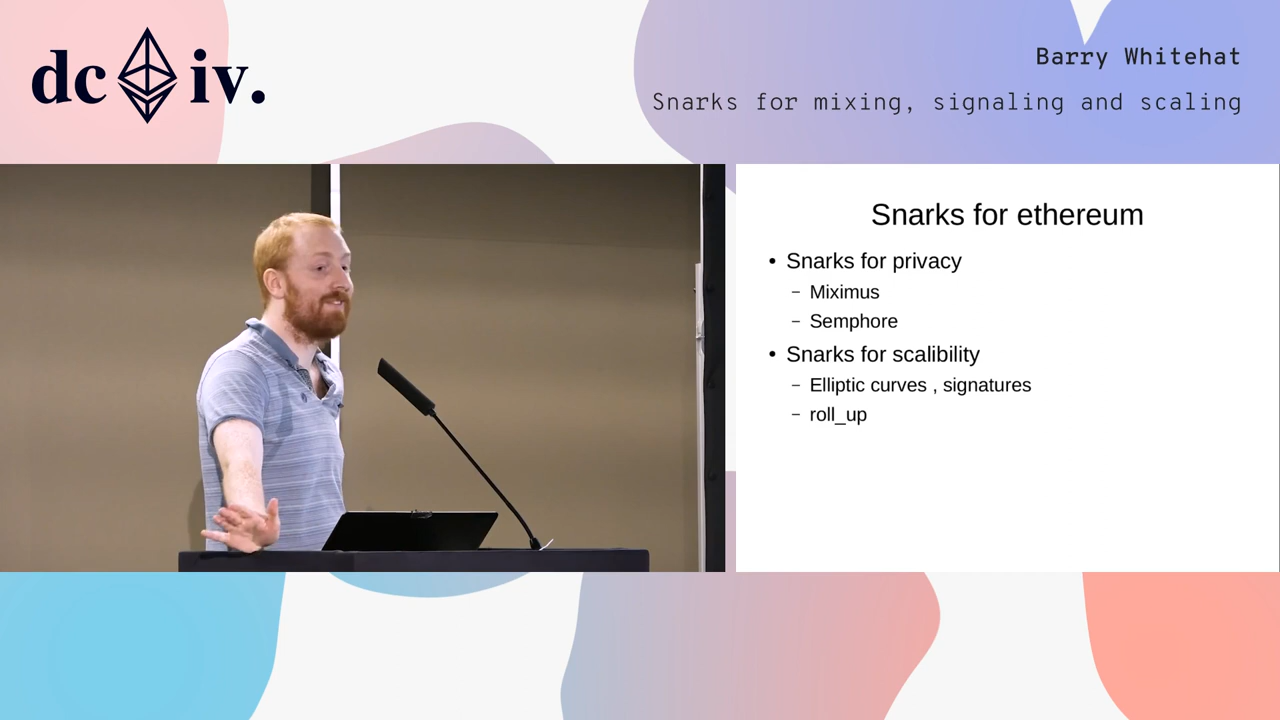 dc iv.
Barry Whitehat
Snarks for mixing, signaling and scaling
Snarks for ethereum
• Snarks for privacy
– Miximus
– Semphore
• Snarks for scalibility
– Elliptic curves , signatures
– roll_up